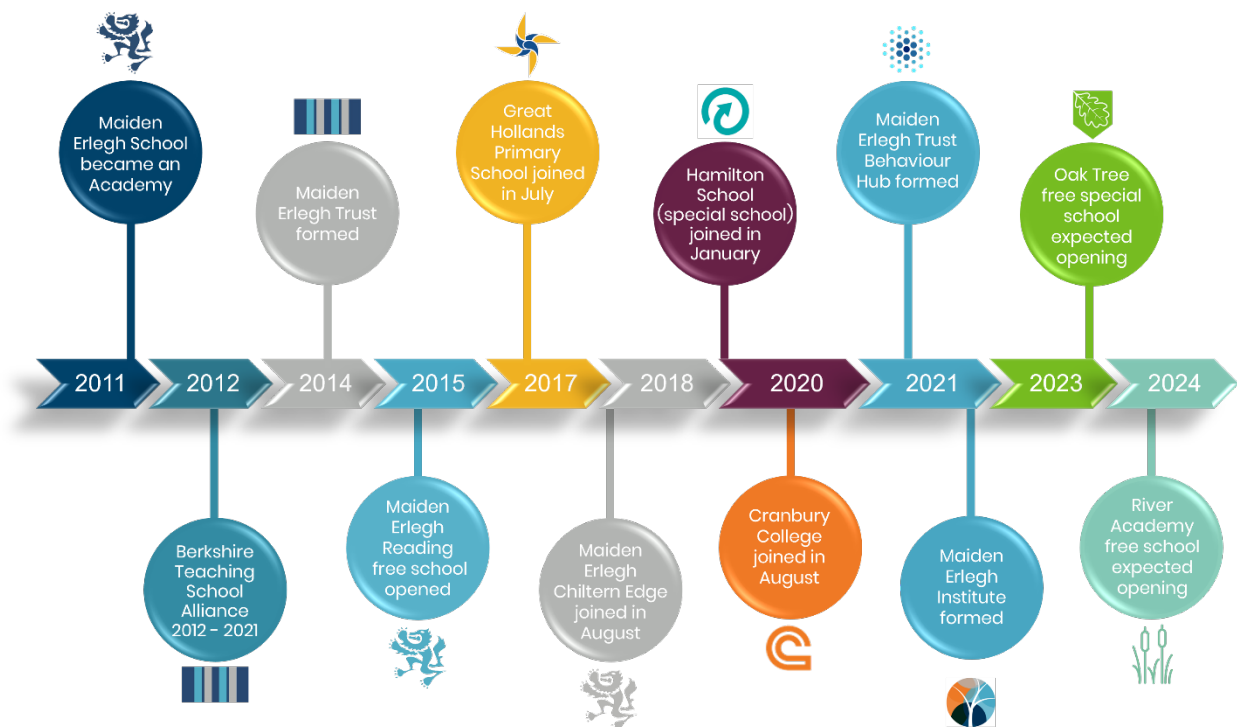 Maiden
Erlegh School
became an
Academy
Maiden
Erlegh Trust
formed
Great
Hollands
Primary
School joined
in July
Hamilton
School
(special school)
joined in
January
Maiden
Erlegh Trust
Behaviour
Hub formed
Oak Tree
free special
school
expected
opening
2011
2012
2014
2015
2017
2018
2020
2021
2023
2024
Berkshire
Teaching
School
Alliance
2012 - 2021
Maiden
Erlegh
Reading
free school
opened
Maiden
Erlegh
Chiltern Edge
joined in
August
Cranbury
College
joined in
August
Maiden
Erlegh
Institute
formed
River
Academy
free school
expected
opening